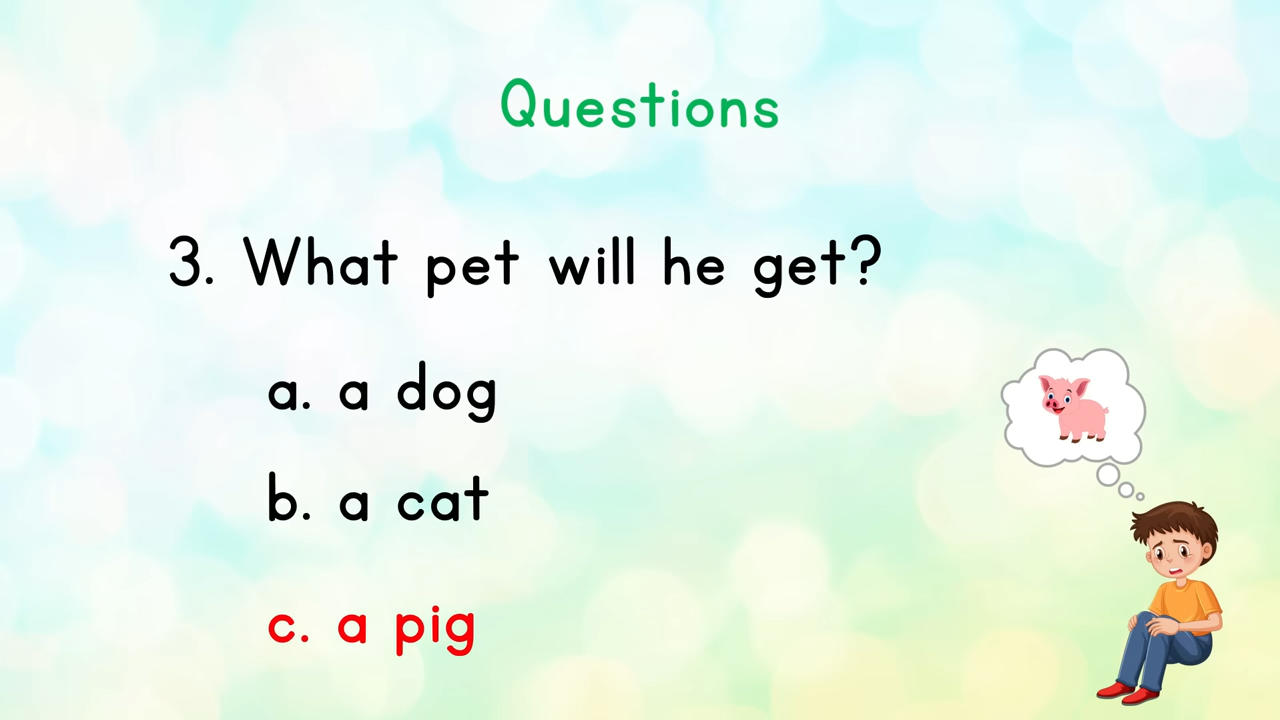 Questions
3. What pet will he get?
a. a dog
b. a cat
c. a pig